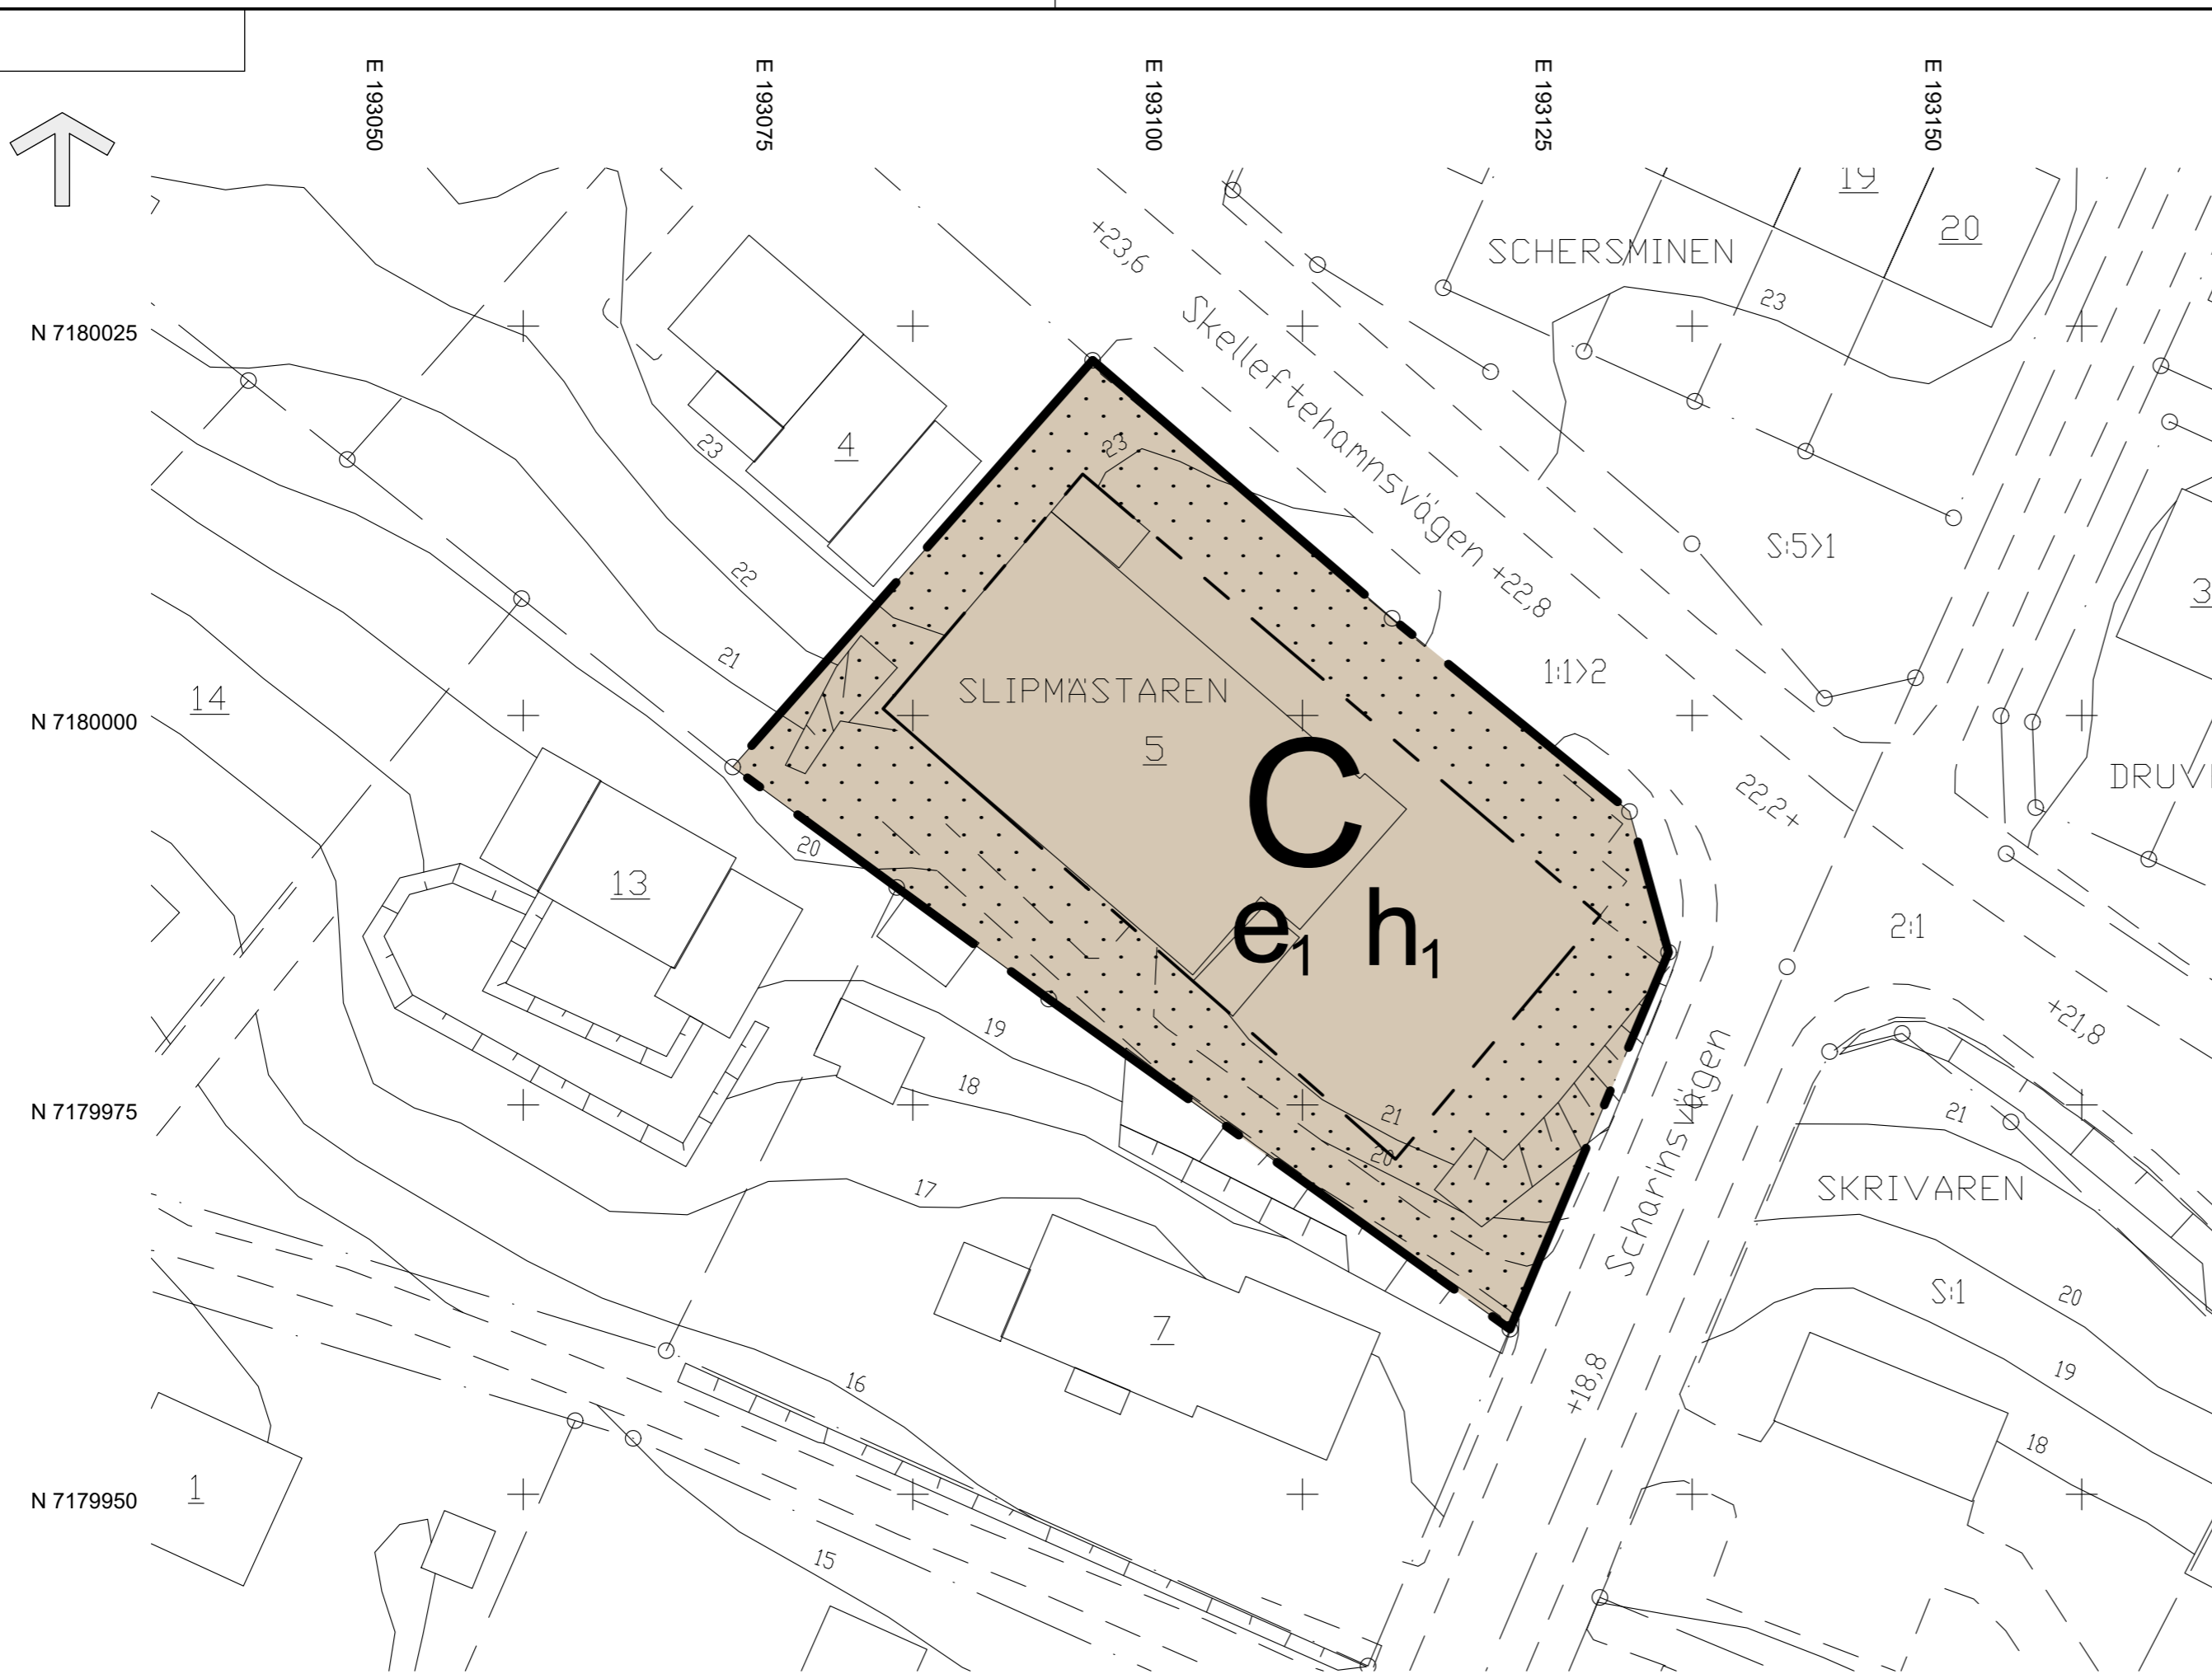 E 193050
E 193075
E 193100
E 193125
E 193150
19
20
SCHERSMINEN
23
+23,6
N 7180025
Skelleftehamnsvägen
4
23
23
S:5>1
22
+22,8
3
21
1:1>2
14
SLIPMÄSTAREN
N 7180000
5
C
22,2+
20
13
e1 h1
2:1
19
+21,8
18
N 7179975
21
21
20
Scharinsvägen
17
SKRIVAREN
S:1
20
7
16
+18,8
19
18
1
N 7179950
15